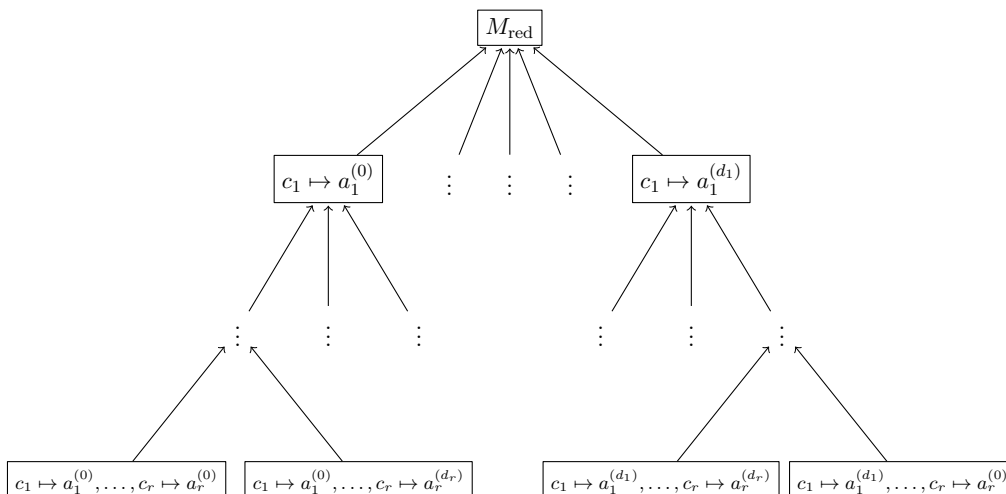 M_red
c_1 ↦ a_1^{(0)} ⋮ ⋮ ⋮ c_1 ↦ a_1^{(d_1)}
⋮ ⋮ ⋮ ⋮ ⋮ ⋮
c_1 ↦ a_1^{(0)}, …, c_r ↦ a_r^{(0)} c_1 ↦ a_1^{(0)}, …, c_r ↦ a_r^{(d_r)} c_1 ↦ a_1^{(d_1)}, …, c_r ↦ a_r^{(d_r)} c_1 ↦ a_1^{(d_1)}, …, c_r ↦ a_r^{(0)}